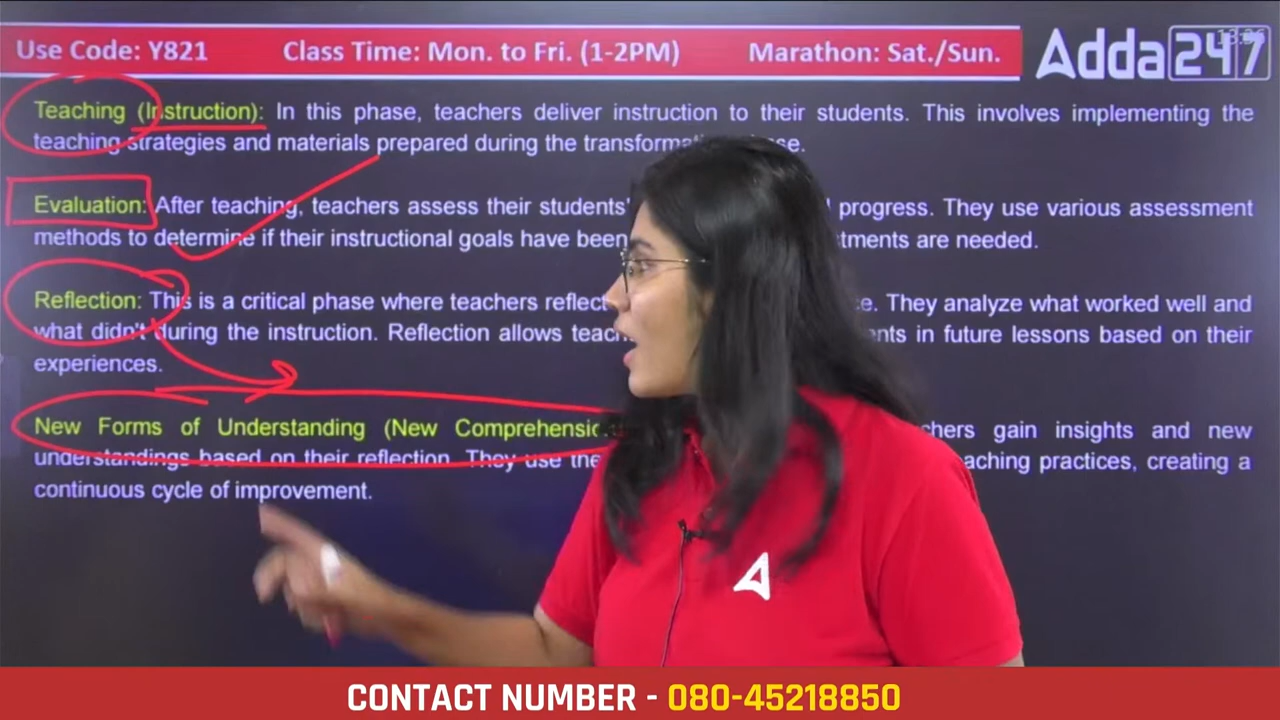 Use Code: Y821 Class Time: Mon. to Fri. (1-2PM) Marathon: Sat./Sun.
Adda247
Teaching (Instruction): In this phase, teachers deliver instruction to their students. This involves implementing the
teaching strategies and materials prepared during the
Evaluation: After teaching, teachers assess their students' progress. They use various assessment
methods to determine if their instructional goals have been are needed.
Reflection: This is a critical phase where teachers They analyze what worked well and
what didn't during the instruction. Reflection allows in future lessons based on their
experiences.
New Forms of Understanding (New gain insights and new
understandings based on their reflection. They use practices, creating a
continuous cycle of improvement.
CONTACT NUMBER - 080-45218850